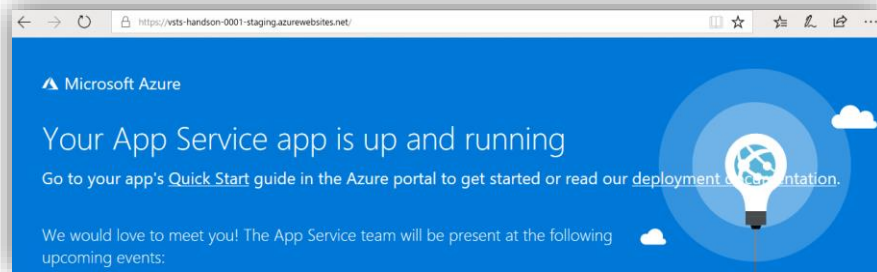 https://vsts-handson-0001-staging.azurewebsites.net/
Microsoft Azure
Your App Service app is up and running
Go to your app's Quick Start guide in the Azure portal to get started or read our deployment documentation.
We would love to meet you! The App Service team will be present at the following
upcoming events: